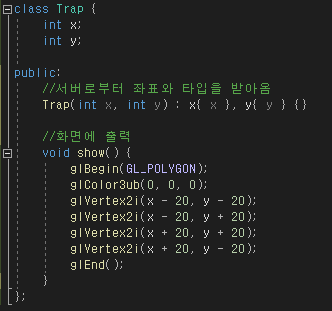 class Trap {
int x;
int y;
public:
//서버로부터 좌표와 타입을 받아옴
Trap(int x, int y) : x{ x }, y{ y } {}
//화면에 출력
void show() {
glBegin(GL_POLYGON);
glColor3ub(0, 0, 0);
glVertex2i(x - 20, y - 20);
glVertex2i(x - 20, y + 20);
glVertex2i(x + 20, y + 20);
glVertex2i(x + 20, y - 20);
glEnd();
}
};